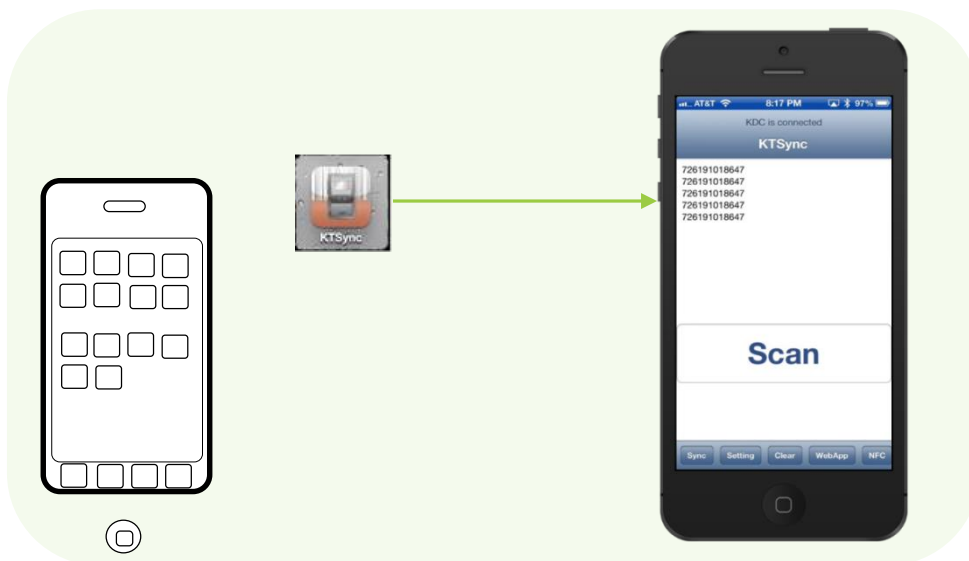 KTSync
AT&T 8:17 PM 97%
KDC is connected
KTSync
726191018647
726191018647
726191018647
726191018647
726191018647
Scan
Sync Setting Clear WebApp NFC